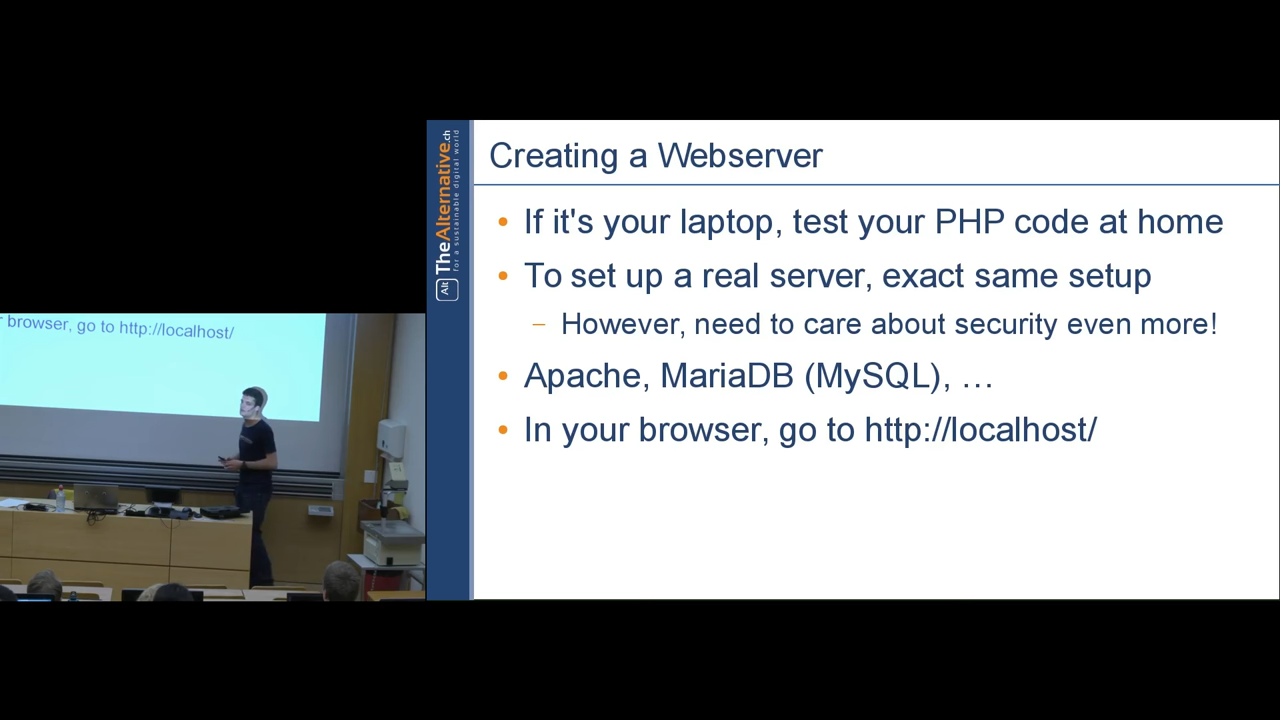 TheAlternative.ch
for a sustainable digital world
Alt
Creating a Webserver
• If it's your laptop, test your PHP code at home
• To set up a real server, exact same setup
– However, need to care about security even more!
• Apache, MariaDB (MySQL), …
• In your browser, go to http://localhost/
browser, go to http://localhost/